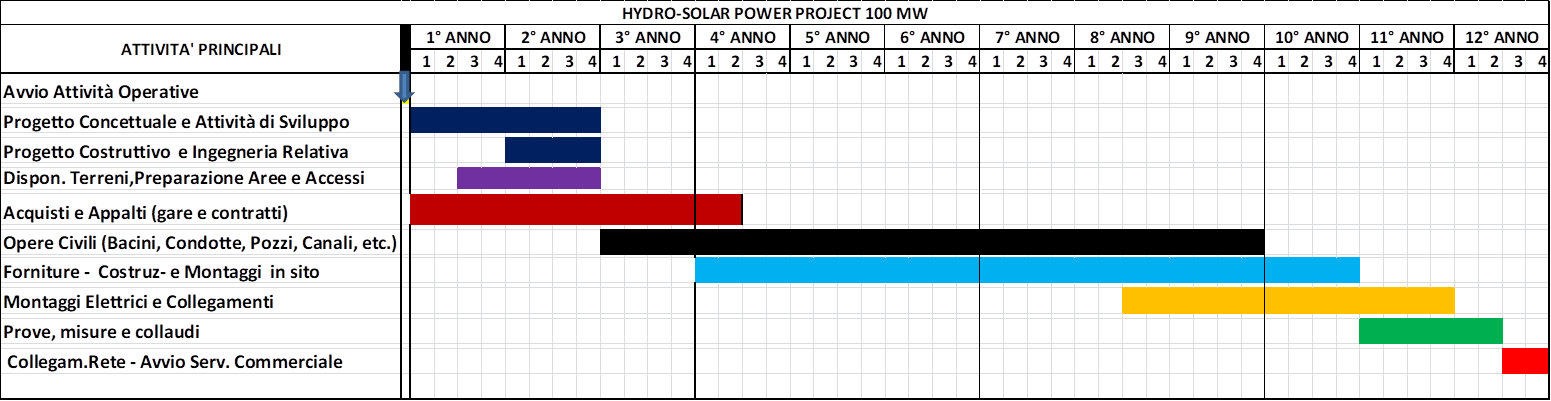 HYDRO-SOLAR POWER PROJECT 100 MW
ATTIVITA' PRINCIPALI
1° ANNO 2° ANNO 3° ANNO 4° ANNO 5° ANNO 6° ANNO 7° ANNO 8° ANNO 9° ANNO 10° ANNO 11° ANNO 12° ANNO
1 2 3 4 1 2 3 4 1 2 3 4 1 2 3 4 1 2 3 4 1 2 3 4 1 2 3 4 1 2 3 4 1 2 3 4 1 2 3 4 1 2 3 4 1 2 3 4
Avvio Attività Operative
Progetto Concettuale e Attività di Sviluppo
Progetto Costruttivo e Ingegneria Relativa
Dispon. Terreni,Preparazione Aree e Accessi
Acquisti e Appalti (gare e contratti)
Opere Civili (Bacini, Condotte, Pozzi, Canali, etc.)
Forniture - Costruz- e Montaggi in sito
Montaggi Elettrici e Collegamenti
Prove, misure e collaudi
Collegam.Rete - Avvio Serv. Commerciale